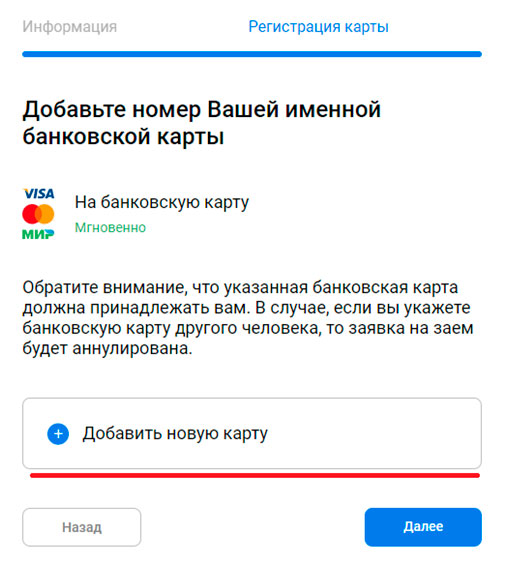 Информация
Регистрация карты
Добавьте номер Вашей именной
банковской карты
VISA
На банковскую карту
Мгновенно
МИР
Обратите внимание, что указанная банковская карта
должна принадлежать вам. В случае, если вы укажете
банковскую карту другого человека, то заявка на заем
будет аннулирована.
Добавить новую карту
Назад
Далее